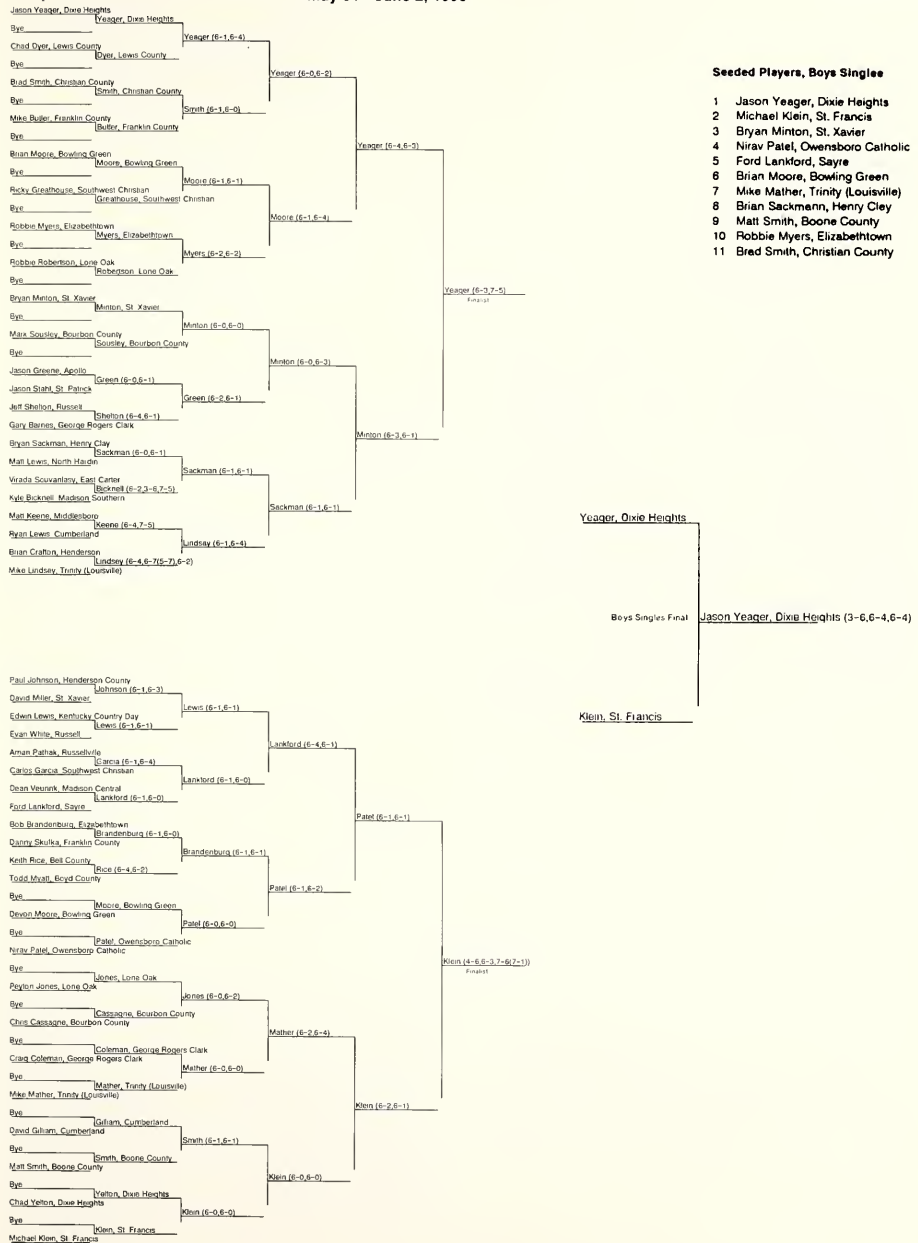 Jason Yeager, Dixie Heights
Yeager, Dixie Heights
Bye
Yeager (6-1,6-4)
Chad Dyer, Lewis County
Dyer, Lewis County
Bye
Yeager (6-0,6-2)
Brad Smith, Christian County
Smith, Christian County
Bye
Smith (6-1,6-0)
Mike Butler, Franklin County
Butler, Franklin County
Bye
Yeager (6-4,6-3)
Brian Moore, Bowling Green
Moore, Bowling Green
Bye
Moore (6-1,6-1)
Ricky Greathouse, Southwest Christian
Greathouse, Southwest Christian
Bye
Moore (6-1,6-4)
Robbie Myers, Elizabethtown
Myers, Elizabethtown
Bye
Myers (6-2,6-2)
Robbie Robertson, Lone Oak
Robertson Lone Oak
Bye
Yeager (6-3,7-5)
Finalist
Bryan Minton, St. Xavier
Minton, St Xavier
Bye
Minton (6-0,6-0)
Mark Sousley, Bourbon County
Sousley, Bourbon County
Bye
Minton (6-0,6-3)
Jason Greene, Apollo
Green (6-0,6-1)
Jason Stahl, St Patrick
Green (6-2,6-1)
Jeff Shelton, Russell
Shelton (6-4,6-1)
Gary Barnes, George Rogers Clark
Minton (6-3,6-1)
Bryan Sackman, Henry Clay
Sackman (6-0,6-1)
Matt Lewis, North Hardin
Sackman (6-1,6-1)
Virada Scuvanlasy, East Carter
Bicknell (6-2,3-6,7-5)
Kyle Bicknell Madison Southern
Sackman (6-1,6-1)
Matt Keene, Middlesboro
Keene (6-4,7-5)
Ryan Lewis Cumberland
Lindsay (6-1,6-4)
Brian Crafton, Henderson
Lindsey (6-4,6-7(5-7),6-2)
Mike Lindsey, Trinity (Louisville)
Seeded Players, Boys Singles
1 Jason Yeager, Dixie Heights
2 Michael Klein, St. Francis
3 Bryan Minton, St. Xavier
4 Nirav Patel, Owensboro Catholic
5 Ford Lankford, Sayre
6 Brian Moore, Bowling Green
7 Mike Mather, Trinity (Louisville)
8 Brian Sackmann, Henry Cley
9 Matt Smith, Boone County
10 Robbie Myers, Elizabethtown
11 Brad Smith, Christian County
Yeager, Dixie Heights
Boys Singles Final
Jason Yeager, Dixie Heights (3-6,6-4,6-4)
Klein, St. Francis
Paul Johnson, Henderson County
Johnson (6-1,6-3)
David Miller, St Xavier
Lewis (6-1,6-1)
Edwin Lewis, Kentucky Country Day
Lewis (6-1,6-1)
Evan White, Russell
Lankford (6-4,6-1)
Aman Pathak, Russellville
Garcia (6-1,6-4)
Carlos Garcia Southwest Christian
Lankford (6-1,6-0)
Dean Veunnk, Madison Central
Lankford (6-1,6-0)
Ford Lankford, Sayre
Patel (6-1,6-1)
Bob Brandenburg, Elizabethtown
Brandenburg (6-1,6-0)
Danny Skulka, Franklin County
Brandenburg (6-1,6-1)
Keith Rice, Bell County
Rice (6-4,6-2)
Todd Myatt, Boyd County
Patel (6-1,6-2)
Bye
Moore, Bowling Green
Devon Moore, Bowling Green
Patel (6-0,6-0)
Bye
Patel, Owensboro Catholic
Nirav Patel, Owensboro Catholic
Klein (4-6,6-3,7-6(7-1))
Finalist
Bye
Jones, Lone Oak
Peyton Jones, Lone Oak
Jones (6-0,6-2)
Bye
Cassagne, Bourbon County
Chris Cassagne, Bourbon County
Mather (6-2,6-4)
Bye
Coleman, George Rogers Clark
Craig Coleman, George Rogers Clark
Mather (6-0,6-0)
Bye
Mather, Trinity (Louisville)
Mike Mather, Trinity (Louisville)
Klein (6-2,6-1)
Bye
Gilliam, Cumberland
David Gilliam, Cumberland
Smith (6-1,6-1)
Bye
Smith, Boone County
Matt Smith, Boone County
Klein (6-0,6-0)
Bye
Yelton, Dixie Heights
Chad Yelton, Dixie Heights
Klein (6-0,6-0)
Bye
Klein, St Francis
Michael Klein, St Francis